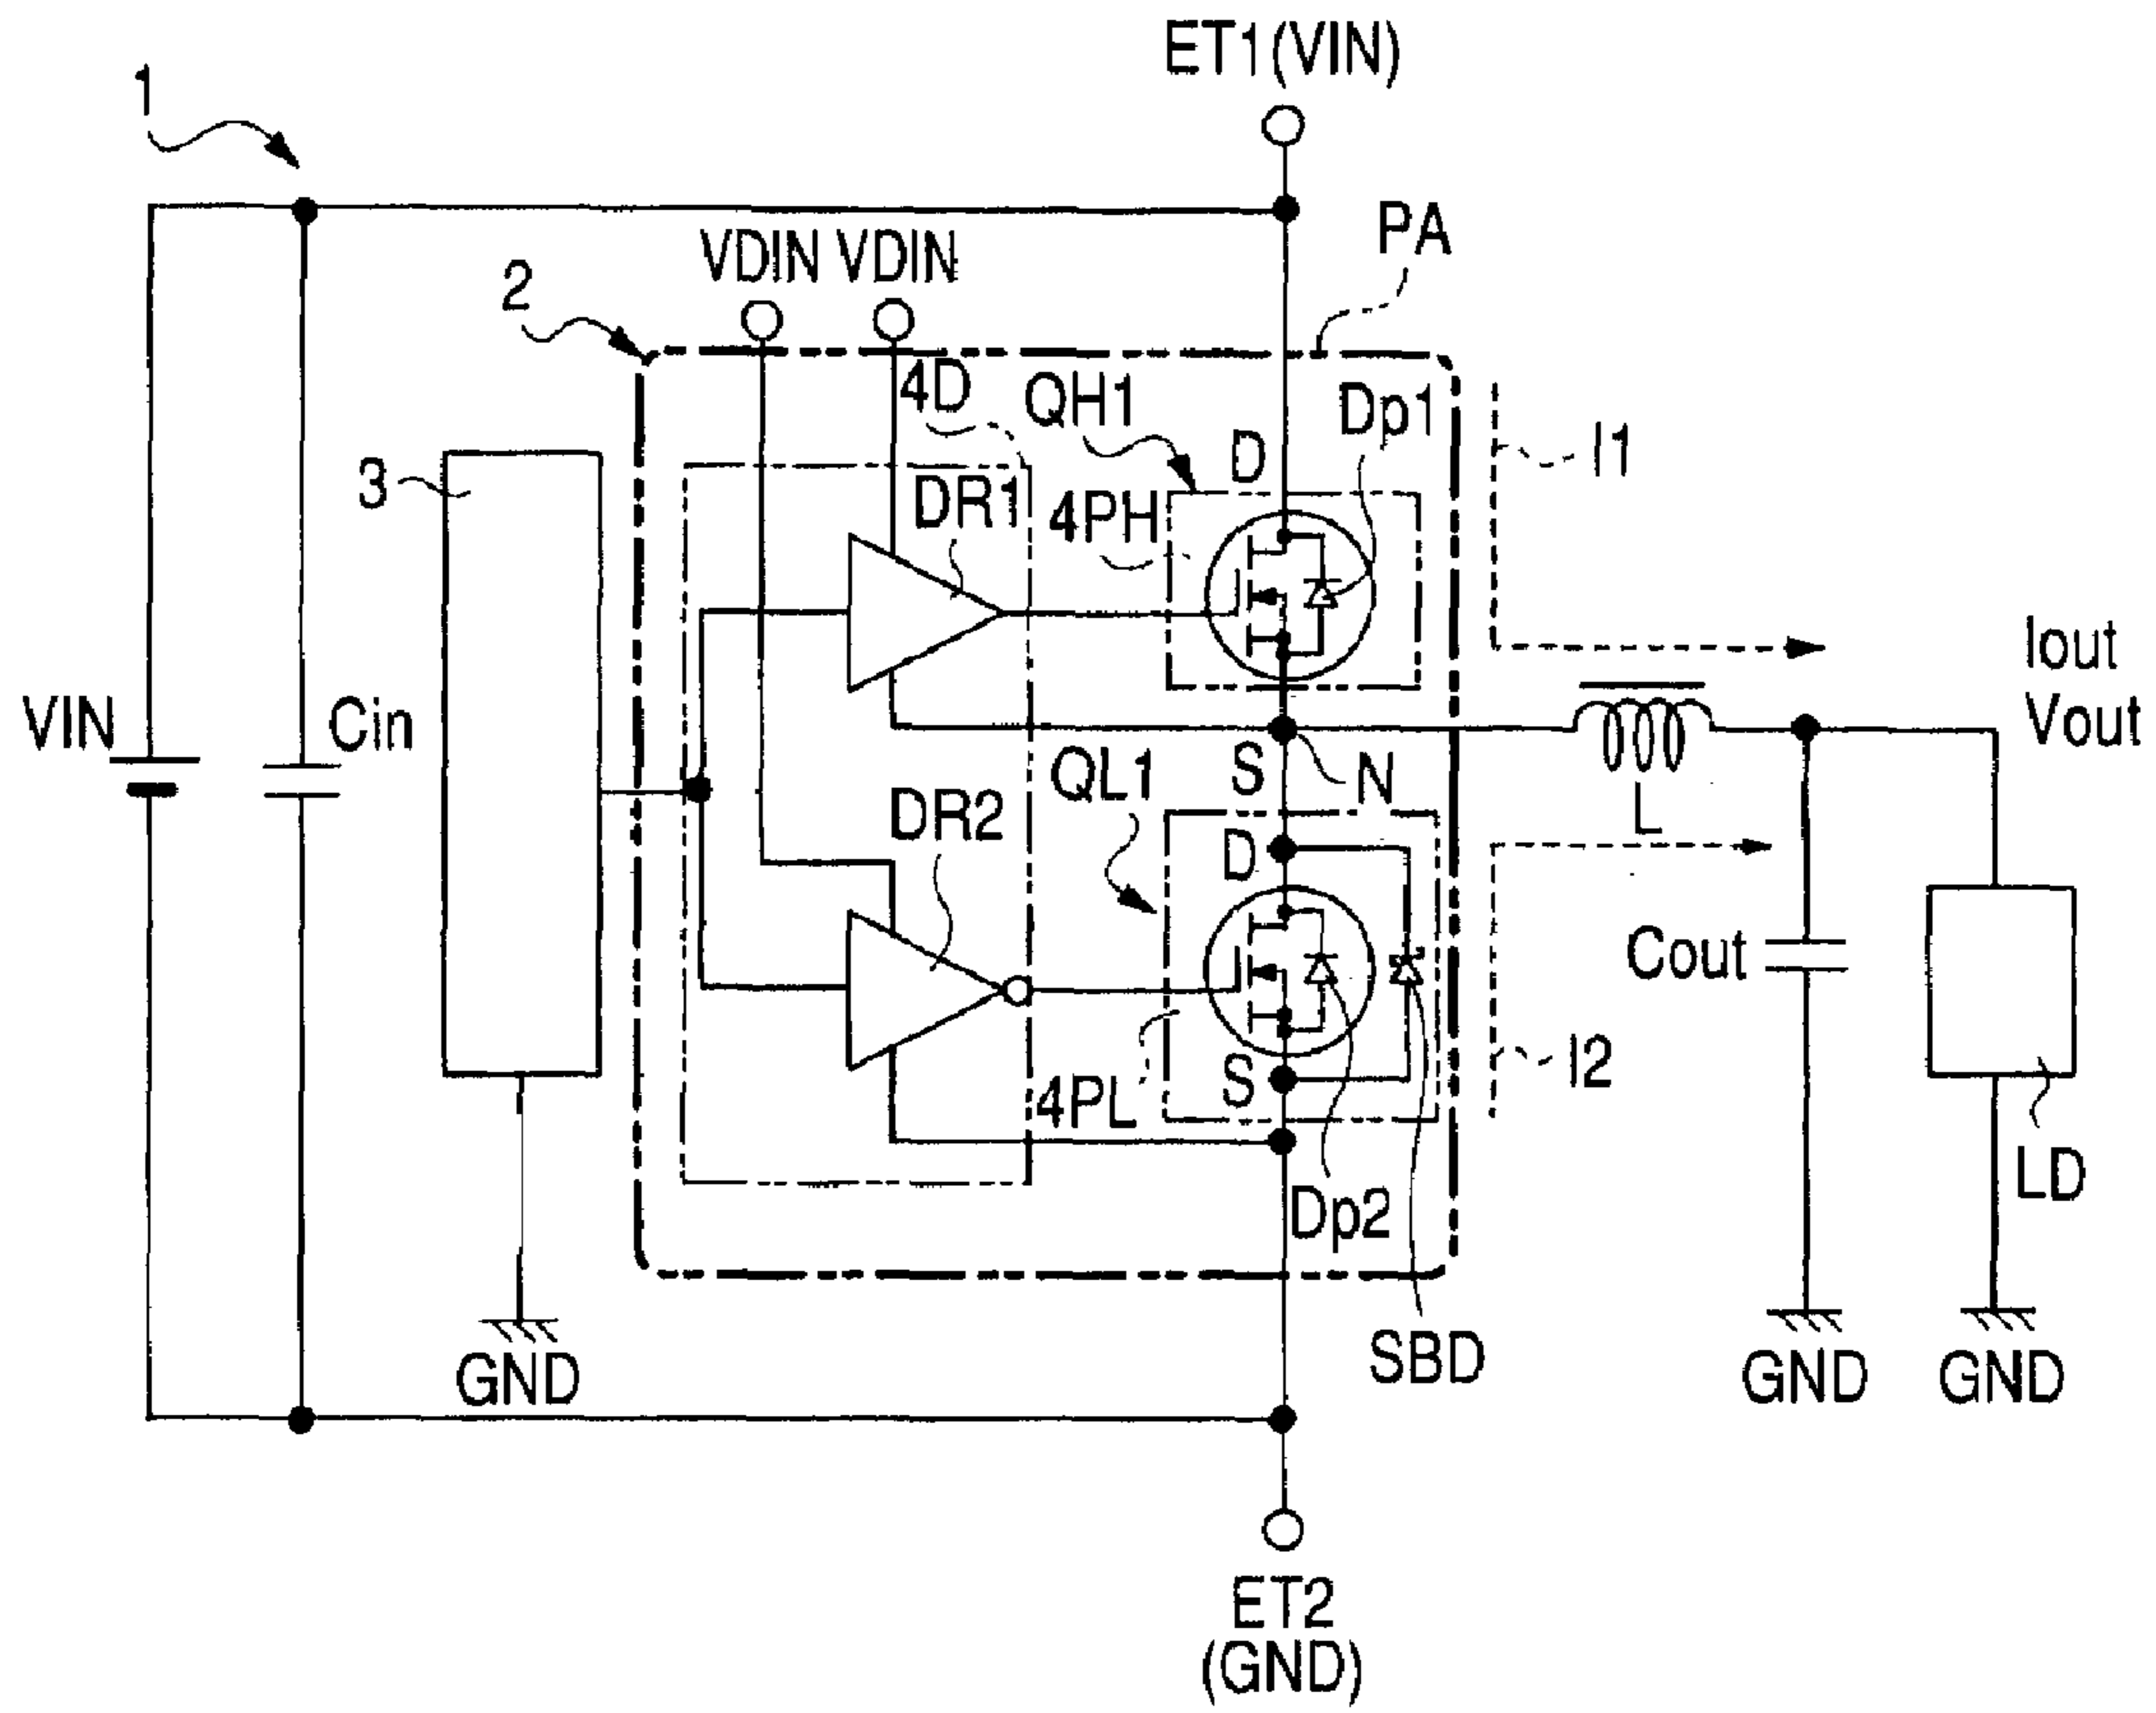 ET1(VIN)
1
PA
VDIN VDIN
2
4D
QH1
Dp1
D
I1
3
DR1
4PH
Iout
Vout
VIN
Cin
S
N
QL1
L
DR2
D
Cout
I2
S
4PL
LD
Dp2
SBD
GND
GND
GND
ET2
(GND)